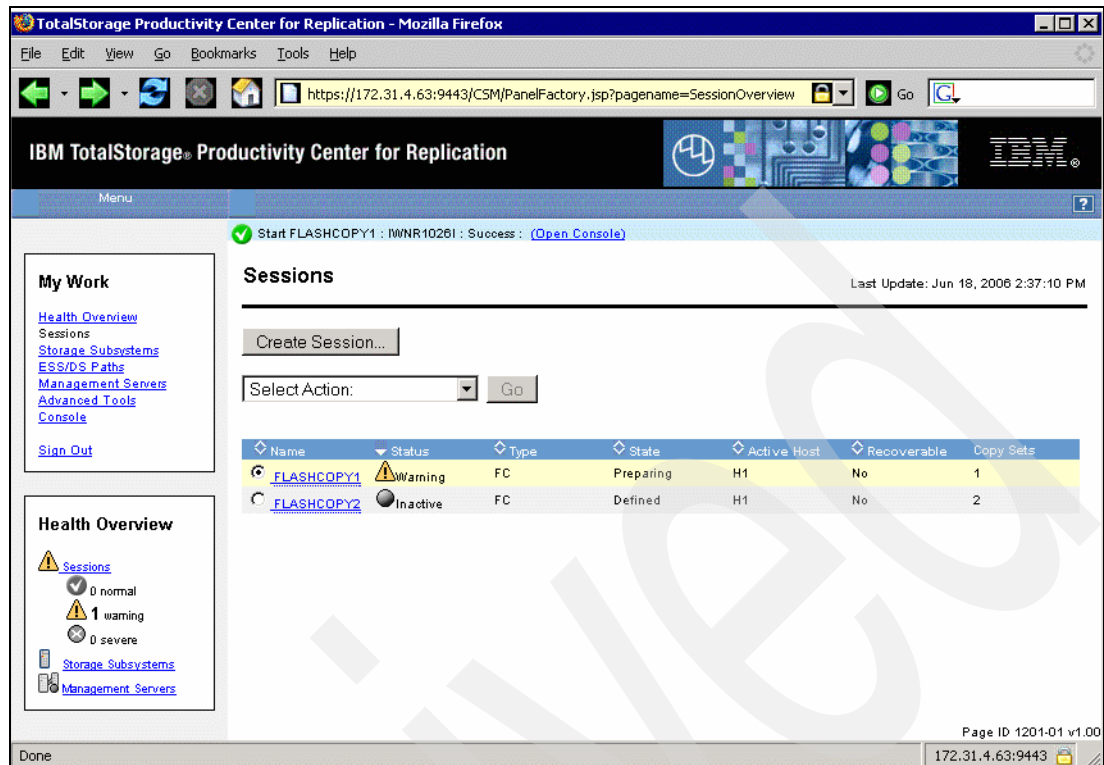 TotalStorage Productivity Center for Replication - Mozilla Firefox
File Edit View Go Bookmarks Tools Help
https://172.31.4.63:9443/CSM/PanelFactory.jsp?pagename=SessionOverview Go G
IBM TotalStorage® Productivity Center for Replication
IBM®
Menu ?
Start FLASHCOPY1 : IWNR1026I : Success : (Open Console)
My Work
Health Overview
Sessions
Storage Subsystems
ESS/DS Paths
Management Servers
Advanced Tools
Console
Sign Out
Health Overview
Sessions
0 normal
1 warning
0 severe
Storage Subsystems
Management Servers
Sessions
Last Update: Jun 18, 2006 2:37:10 PM
Create Session...
Select Action: Go
Name Status Type State Active Host Recoverable Copy Sets
FLASHCOPY1 Warning FC Preparing H1 No 1
FLASHCOPY2 Inactive FC Defined H1 No 2
Page ID 1201-01 v1.00
Done 172.31.4.63:9443